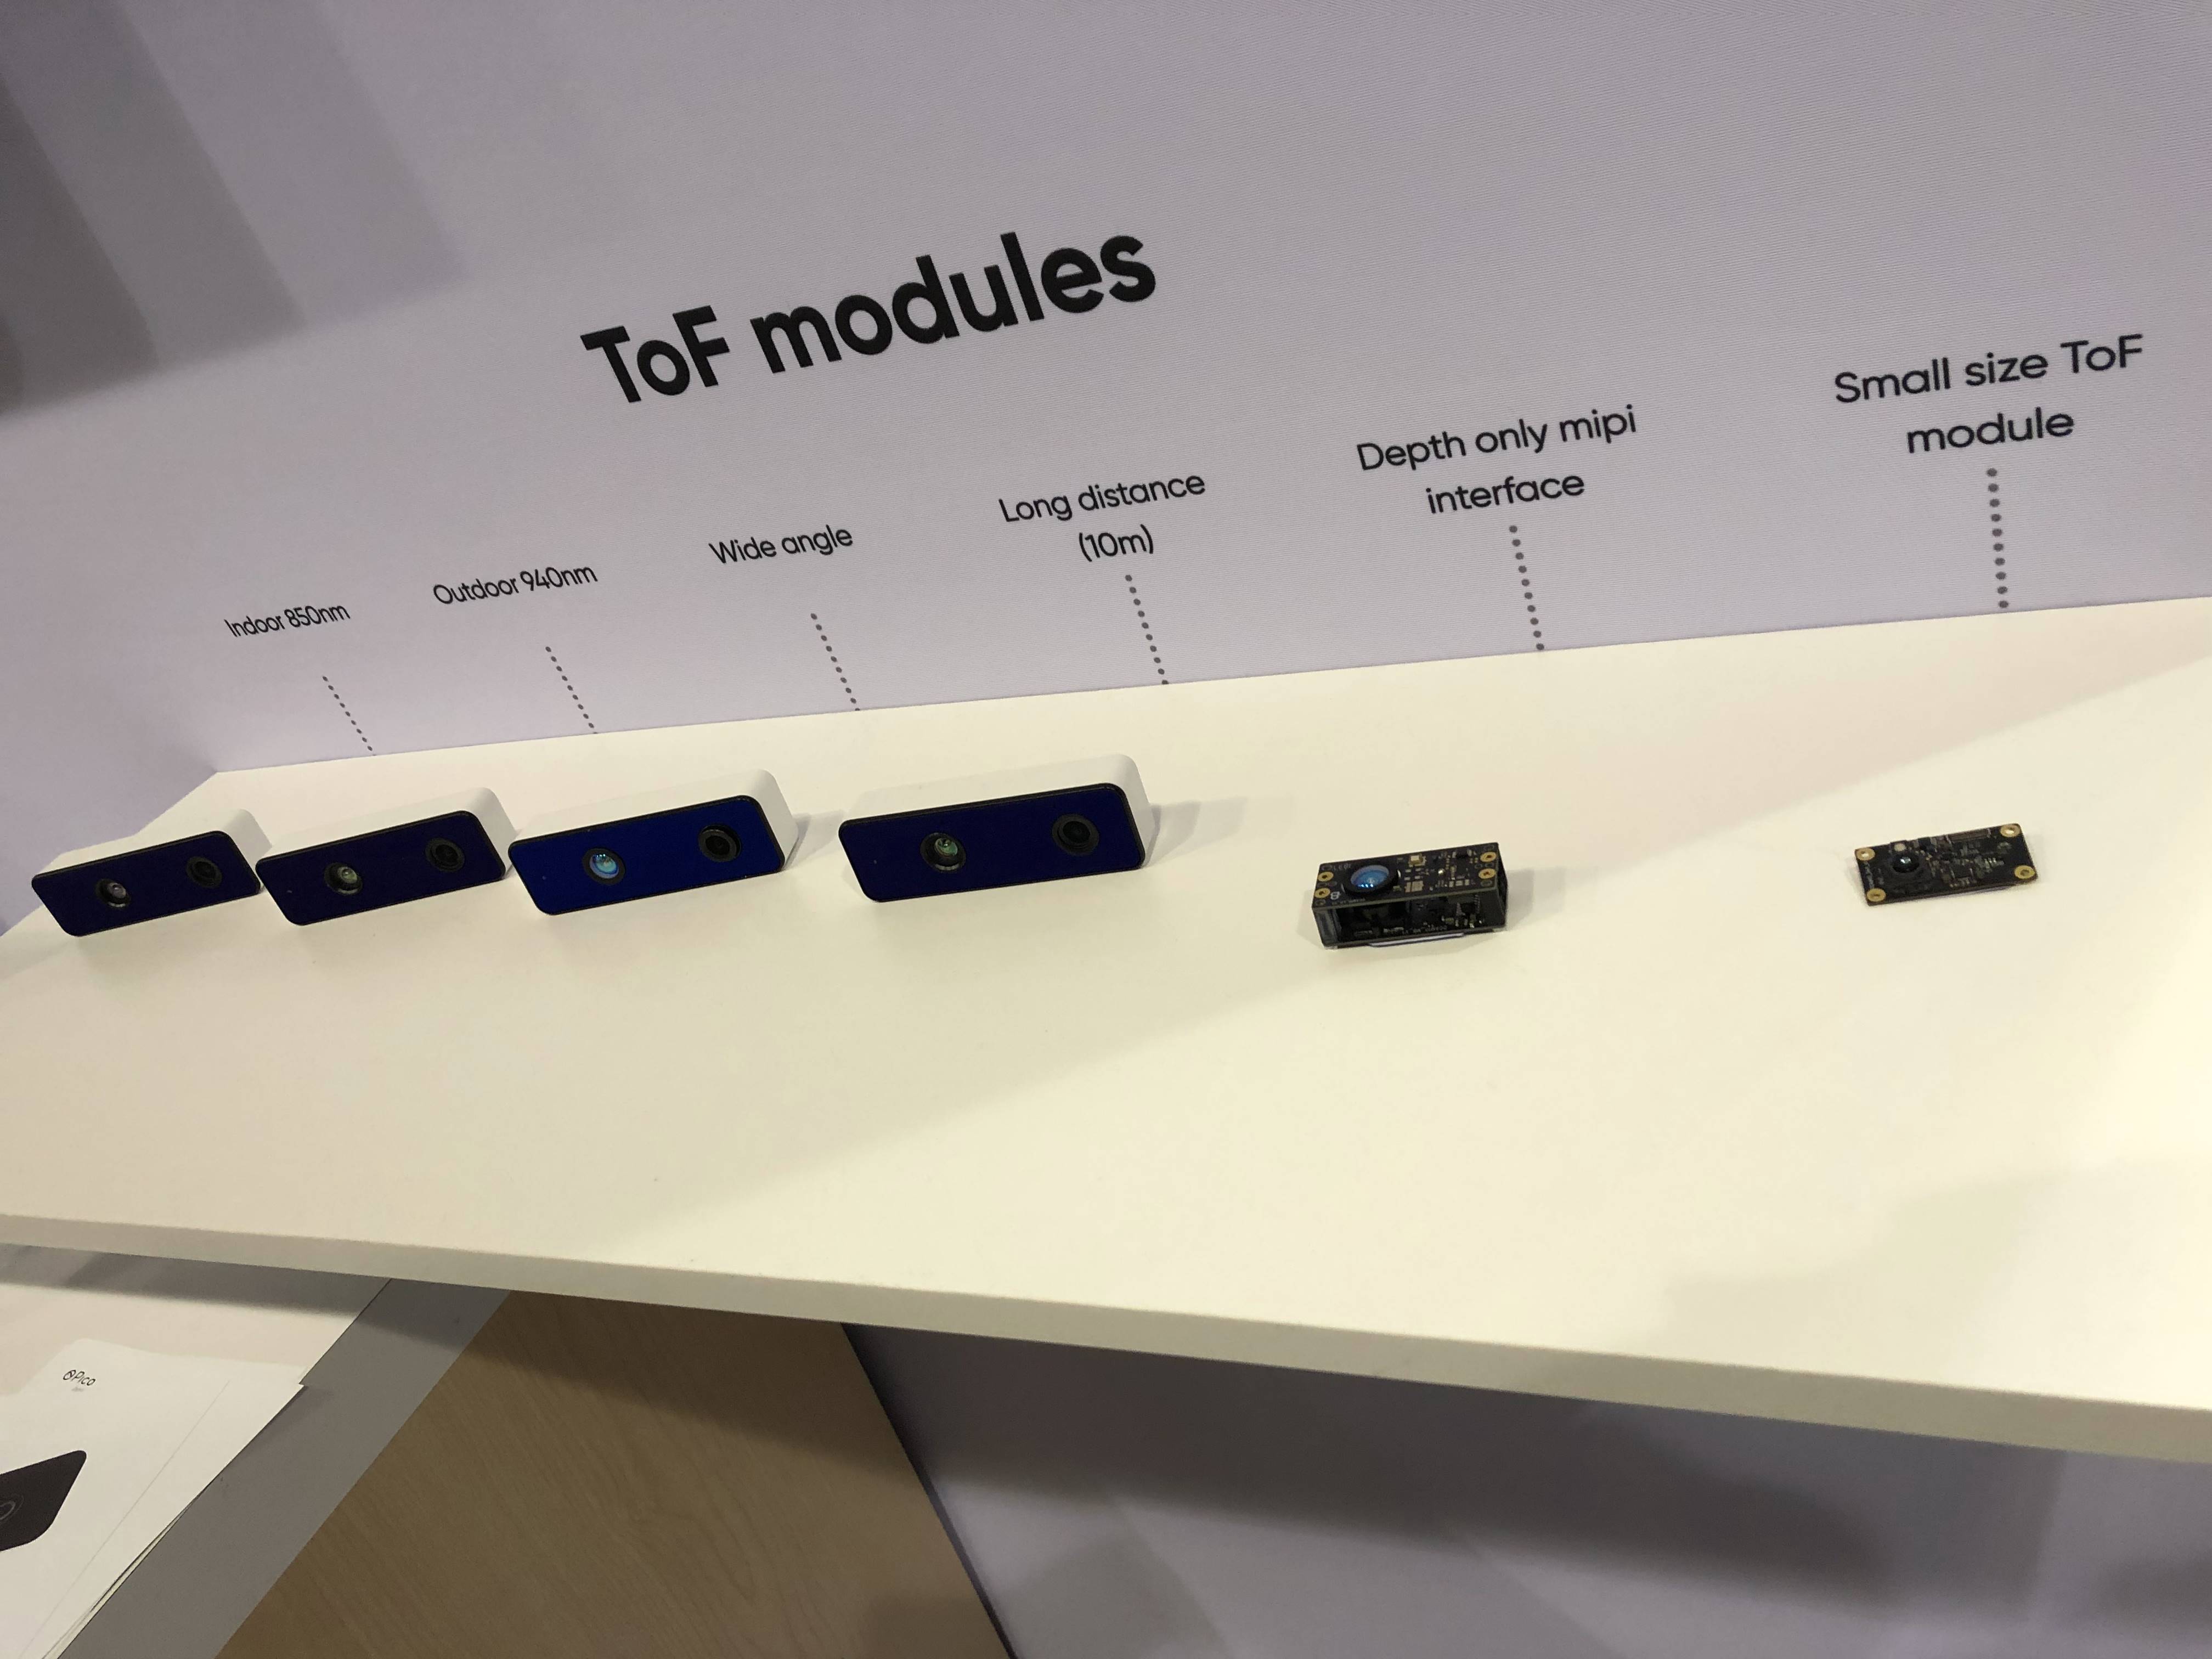 ToF modules
Indoor 850nm
Outdoor 940nm
Wide angle
Long distance
(10m)
Depth only mipi
interface
Small size ToF
module
Pico